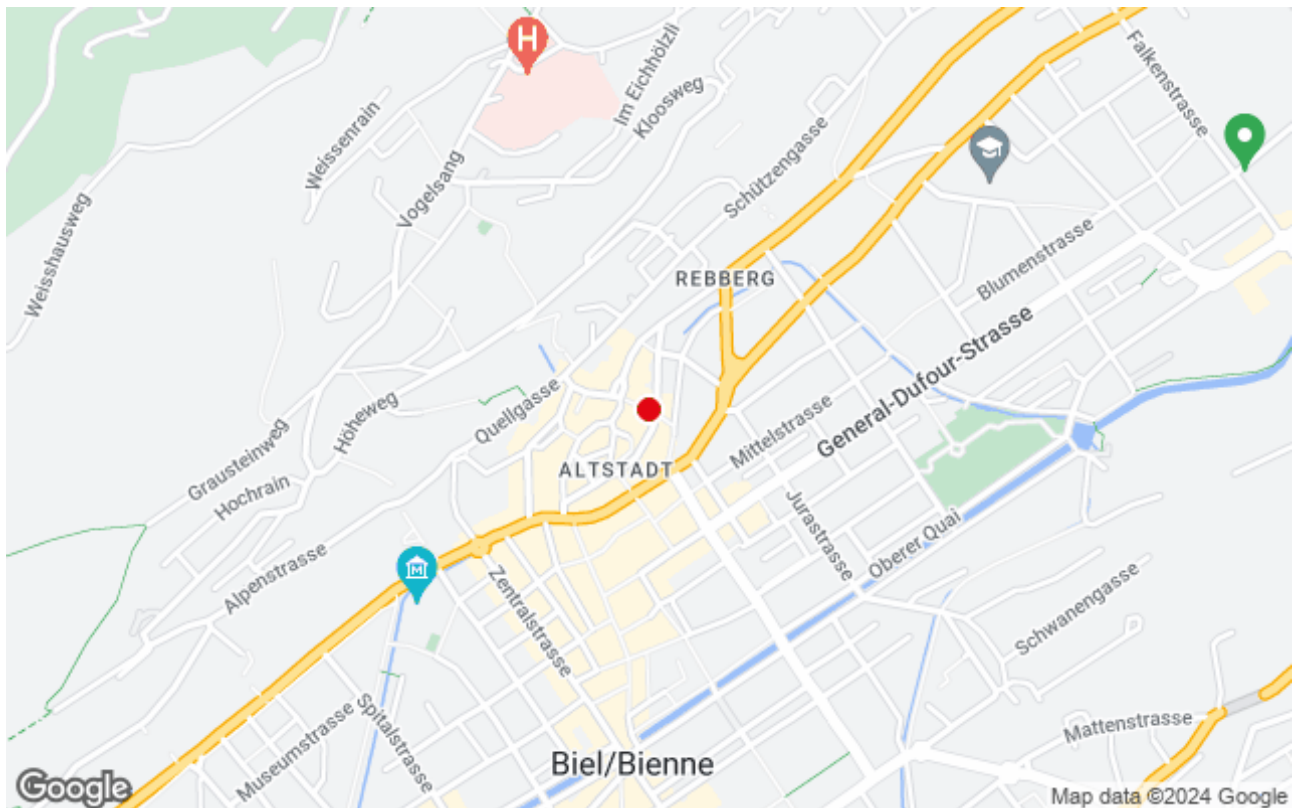 H
Im Eichhölzli
Falkenstrasse
Weissenrain
Kloosweg
Schützengasse
Vogelsang
Weisshausweg
Blumenstrasse
REBBERG
General-Dufour-Strasse
Quellgasse
Höheweg
Mittelstrasse
Grausteinweg
ALTSTADT
Hochrain
Jurastrasse
Oberer Quai
Alpenstrasse
M
Zentralstrasse
Schwanengasse
Museumstrasse
Spitalstrasse
Mattenstrasse
Biel/Bienne
Google
Map data ©2024 Google